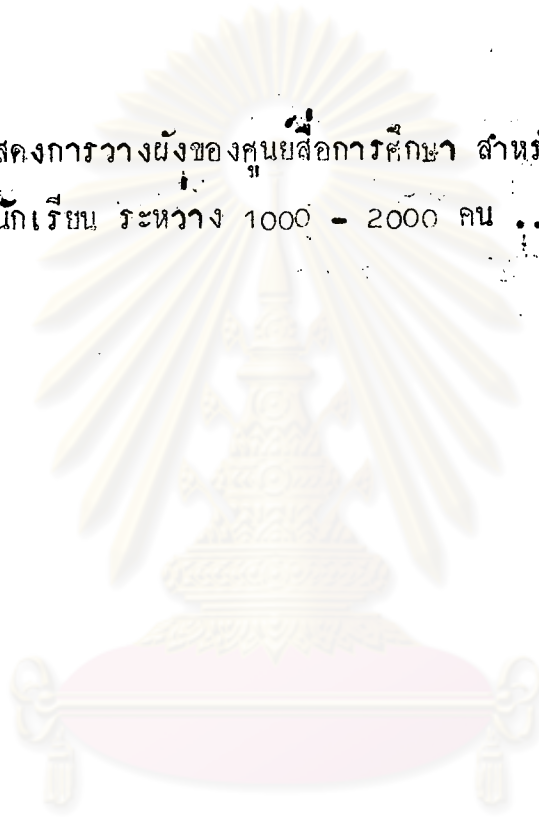 สดงการวางผังของศูนย์สื่อการศึกษา สำหร
นักเรียน ระหว่าง 1000 - 2000 คน ..